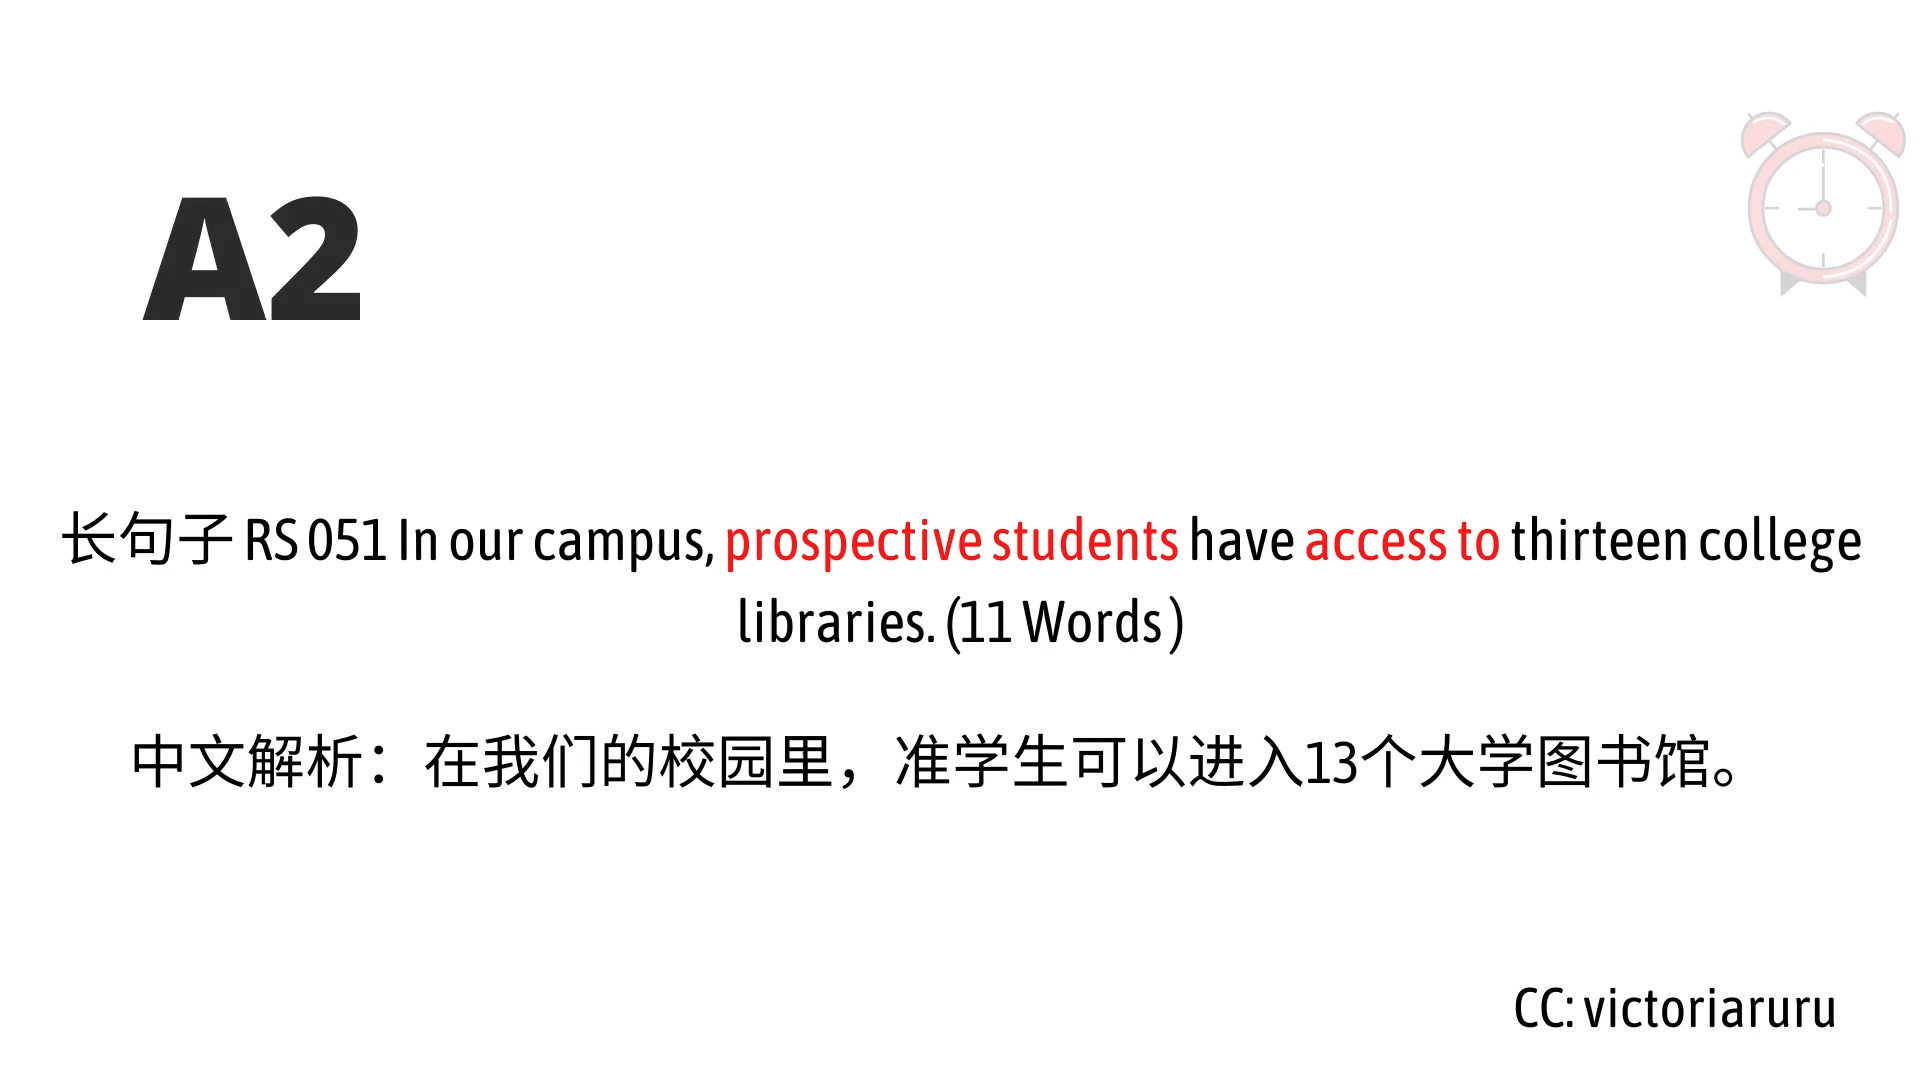 A2
长句子 RS 051 In our campus, prospective students have access to thirteen college
libraries. (11 Words )
中文解析：在我们的校园里，准学生可以进入13个大学图书馆。
CC: victoriaruru